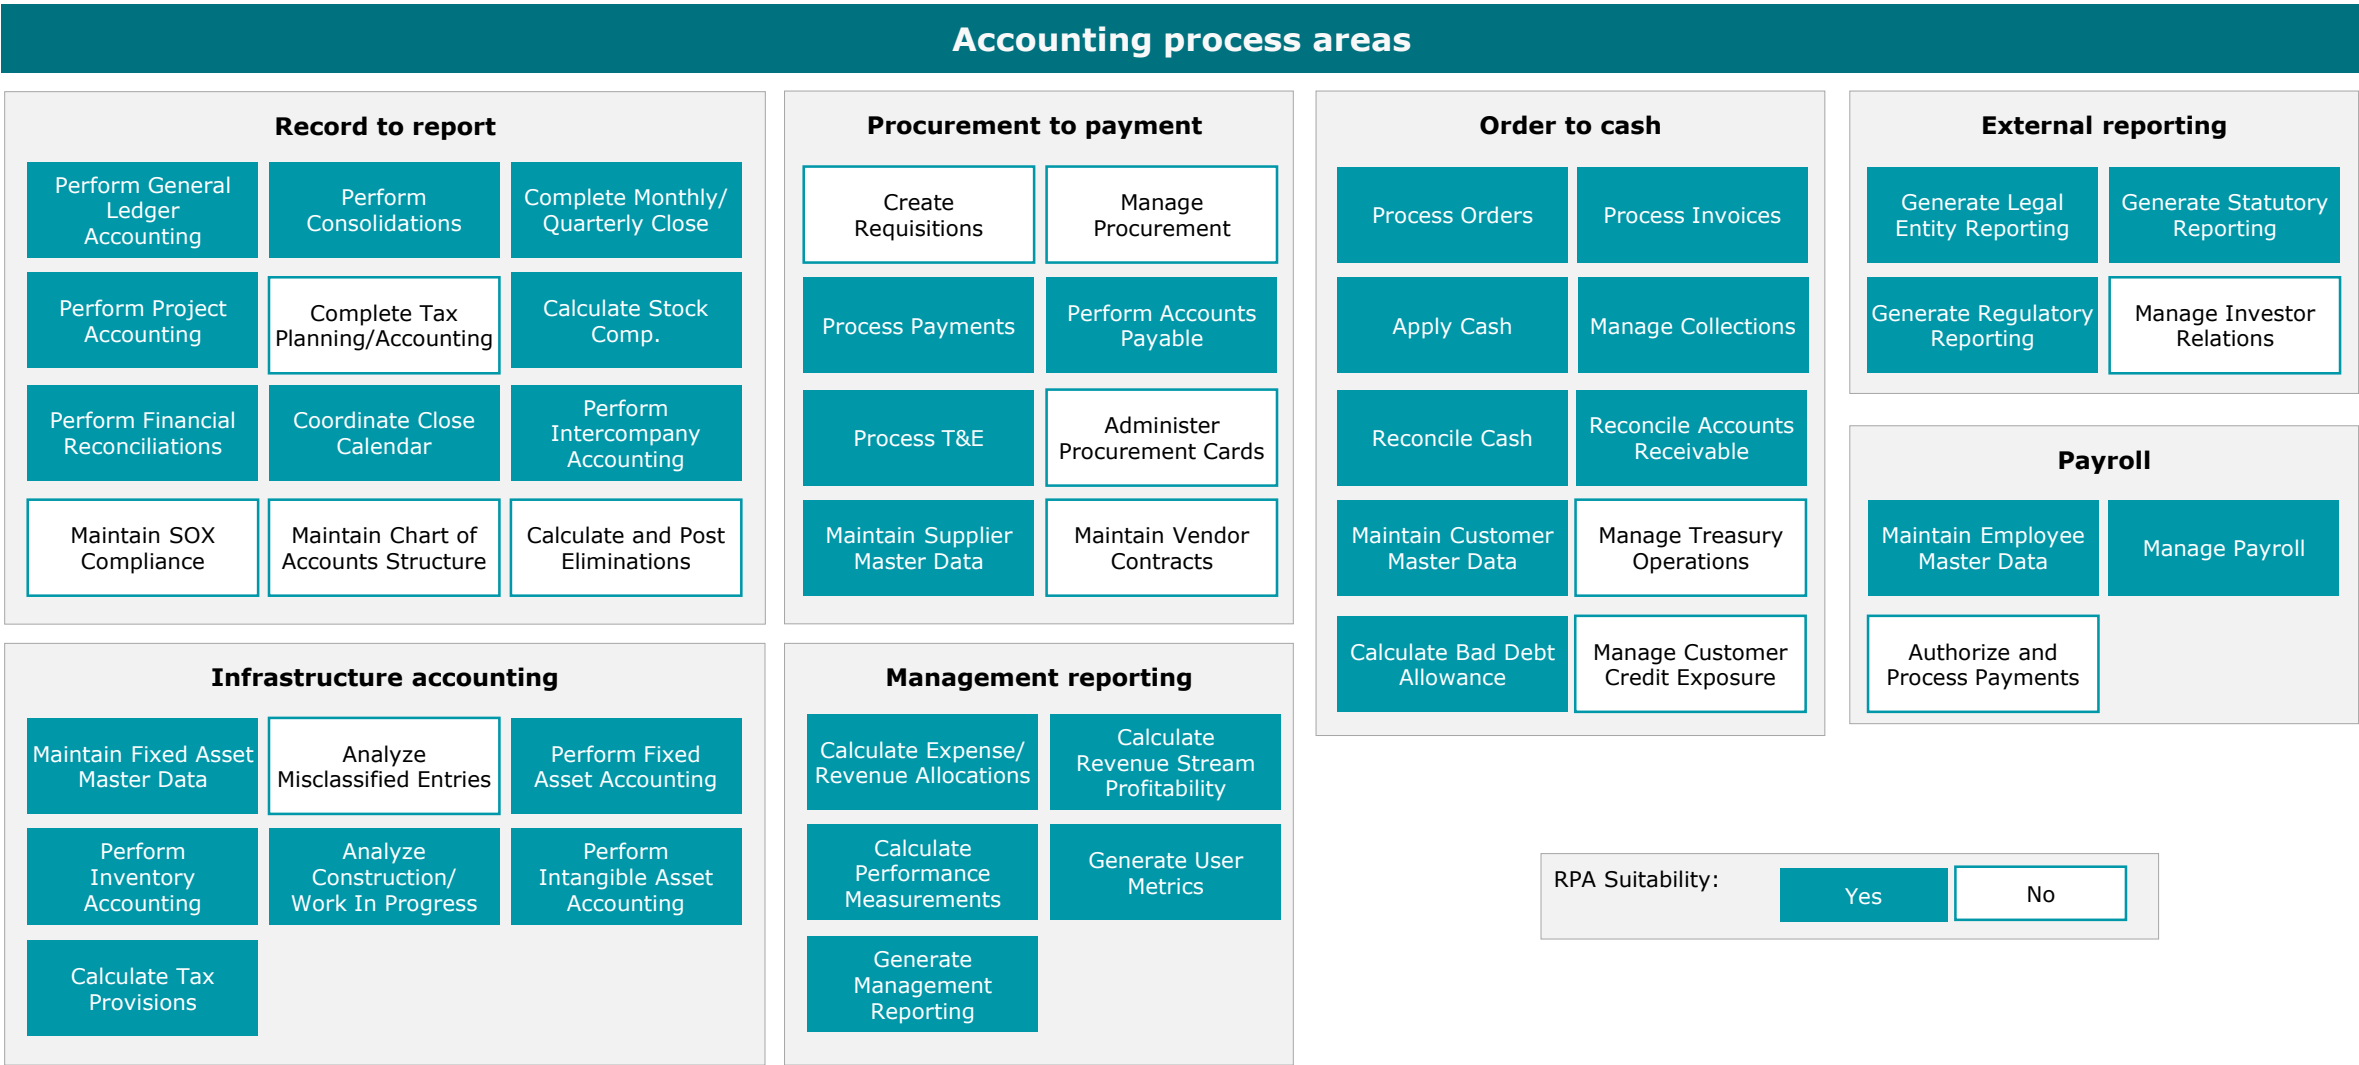 Accounting process areas
Record to report
Perform General
Ledger
Accounting
Perform
Consolidations
Complete Monthly/
Quarterly Close
Perform Project
Accounting
Complete Tax
Planning/Accounting
Calculate Stock
Comp.
Perform Financial
Reconciliations
Coordinate Close
Calendar
Perform
Intercompany
Accounting
Maintain SOX
Compliance
Maintain Chart of
Accounts Structure
Calculate and Post
Eliminations
Procurement to payment
Create
Requisitions
Manage
Procurement
Process Payments
Perform Accounts
Payable
Process T&E
Administer
Procurement Cards
Maintain Supplier
Master Data
Maintain Vendor
Contracts
Order to cash
Process Orders
Process Invoices
Apply Cash
Manage Collections
Reconcile Cash
Reconcile Accounts
Receivable
Maintain Customer
Master Data
Manage Treasury
Operations
Calculate Bad Debt
Allowance
Manage Customer
Credit Exposure
External reporting
Generate Legal
Entity Reporting
Generate Statutory
Reporting
Generate Regulatory
Reporting
Manage Investor
Relations
Payroll
Maintain Employee
Master Data
Manage Payroll
Authorize and
Process Payments
Infrastructure accounting
Maintain Fixed Asset
Master Data
Analyze
Misclassified Entries
Perform Fixed
Asset Accounting
Perform
Inventory
Accounting
Analyze
Construction/
Work In Progress
Perform
Intangible Asset
Accounting
Calculate Tax
Provisions
Management reporting
Calculate Expense/
Revenue Allocations
Calculate
Revenue Stream
Profitability
Calculate
Performance
Measurements
Generate User
Metrics
Generate
Management
Reporting
RPA Suitability:
Yes
No